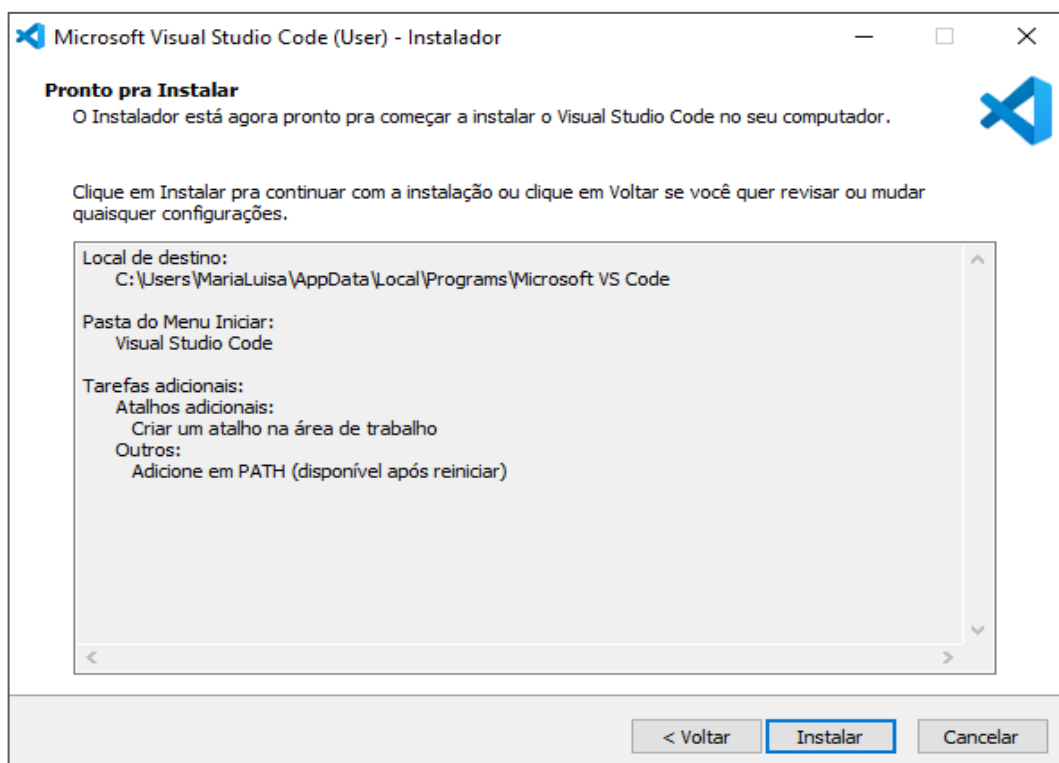 Microsoft Visual Studio Code (User) - Instalador
Pronto pra Instalar
O Instalador está agora pronto pra começar a instalar o Visual Studio Code no seu computador.
Clique em Instalar pra continuar com a instalação ou clique em Voltar se você quer revisar ou mudar
quaisquer configurações.
Local de destino:
C:\Users\MariaLuisa\AppData\Local\Programs\Microsoft VS Code
Pasta do Menu Iniciar:
Visual Studio Code
Tarefas adicionais:
Atalhos adicionais:
Criar um atalho na área de trabalho
Outros:
Adicione em PATH (disponível após reiniciar)
< Voltar
Instalar
Cancelar